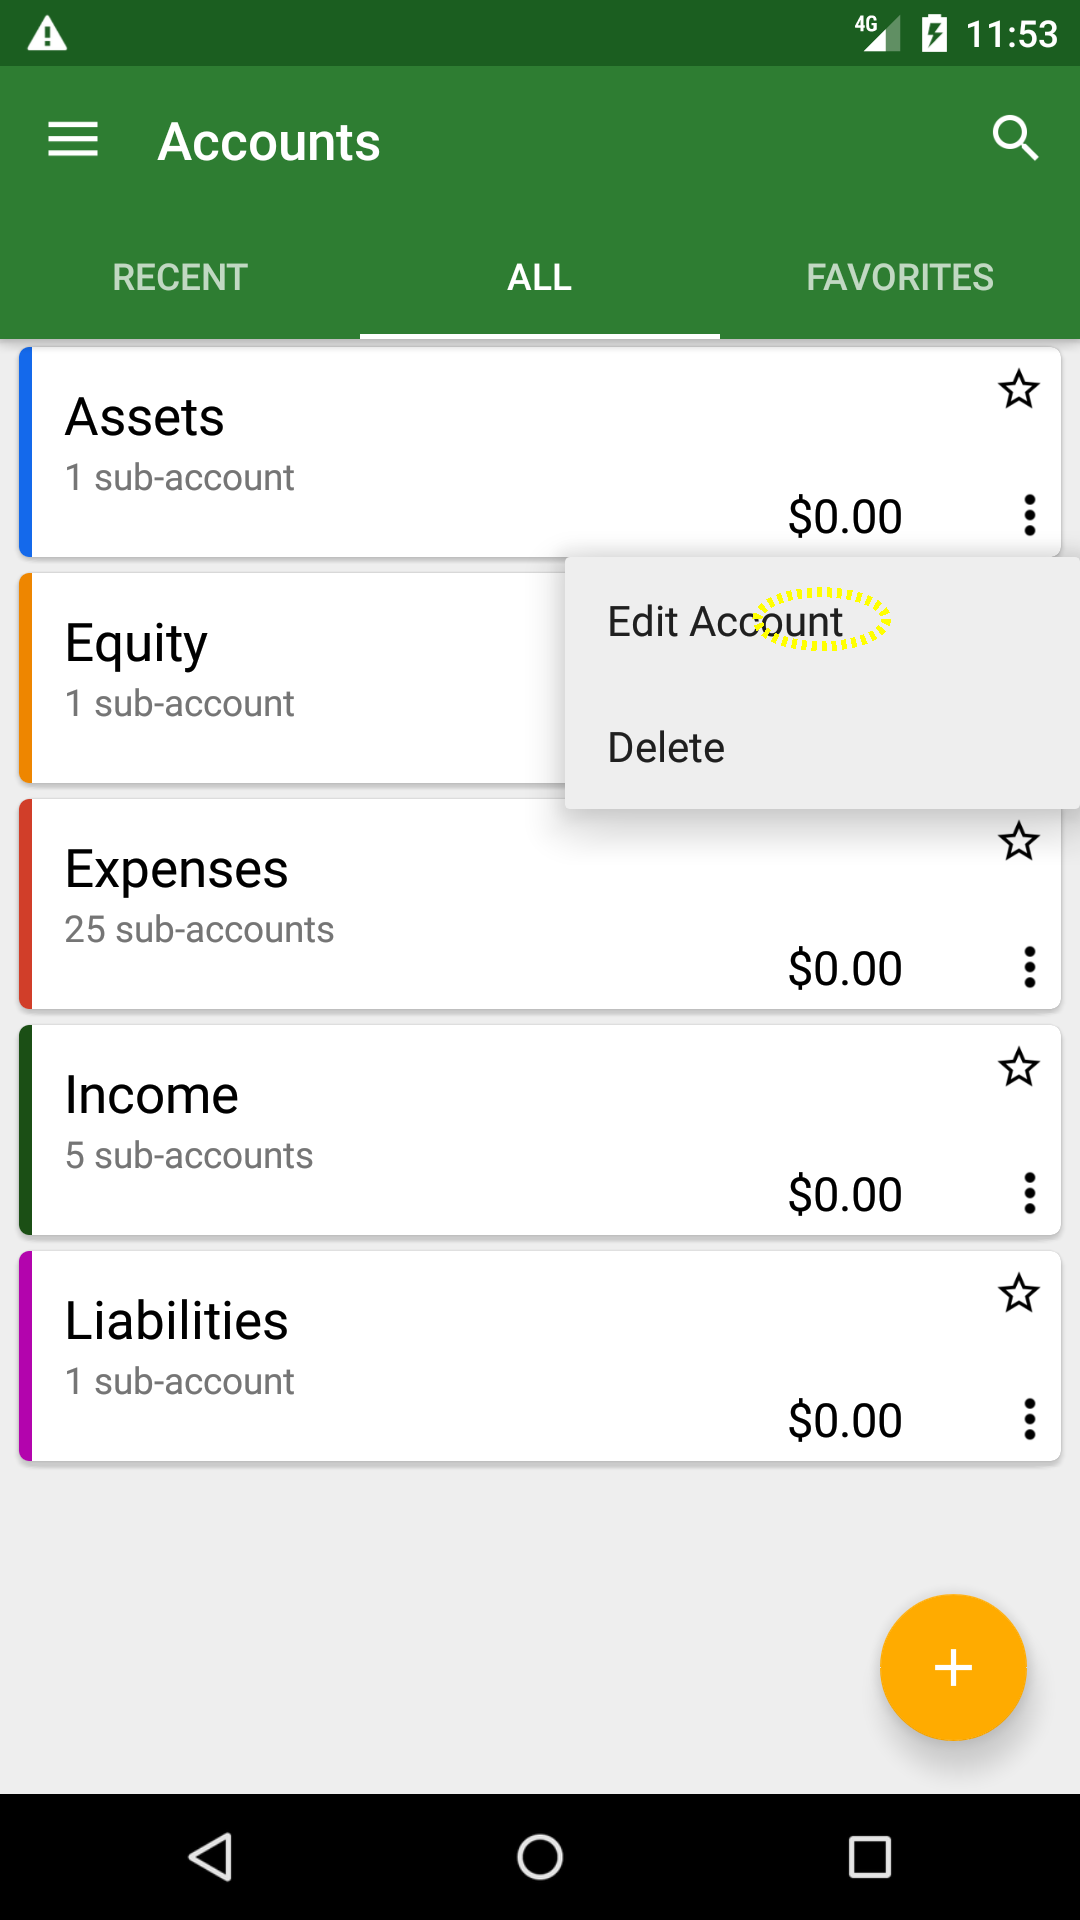 4G 11:53
Accounts
RECENT ALL FAVORITES
Assets
1 sub-account
$0.00
Edit Account
Delete
Equity
1 sub-account
Expenses
25 sub-accounts
$0.00
Income
5 sub-accounts
$0.00
Liabilities
1 sub-account
$0.00